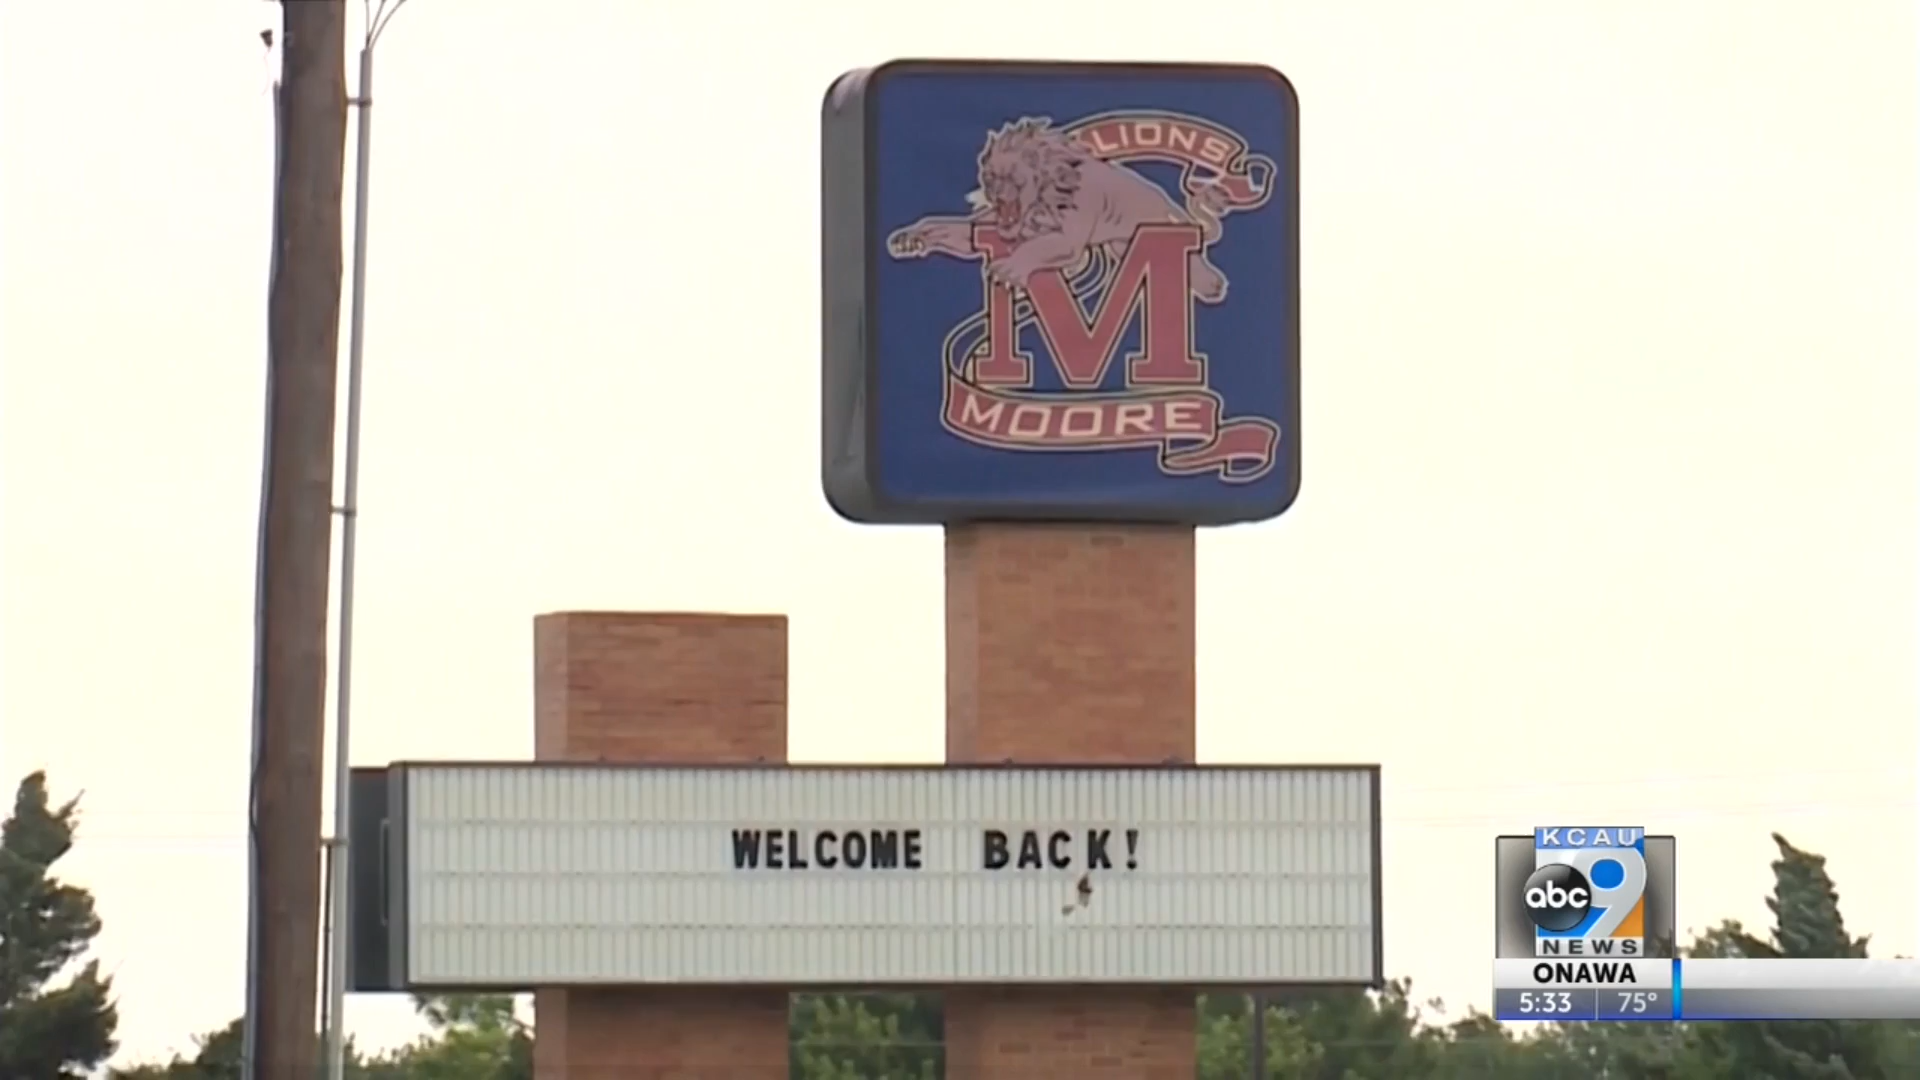 LIONS
M
MOORE
WELCOME BACK!
KCAU
abc 9
NEWS
ONAWA
5:33 75°